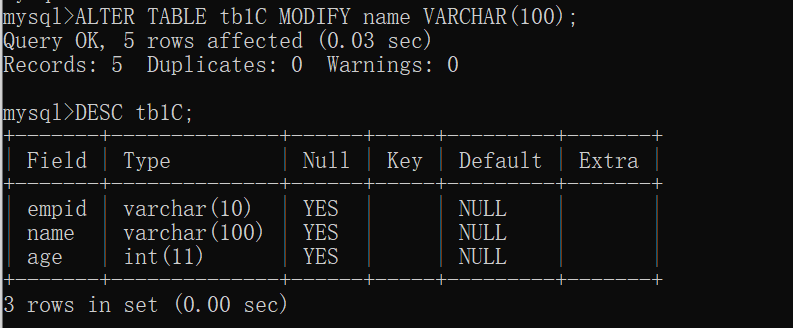 mysql>ALTER TABLE tb1C MODIFY name VARCHAR(100);
Query OK, 5 rows affected (0.03 sec)
Records: 5  Duplicates: 0  Warnings: 0
mysql>DESC tb1C;
+-------+--------------+------+-----+---------+-------+
| Field | Type         | Null | Key | Default | Extra |
+-------+--------------+------+-----+---------+-------+
| empid | varchar(10)  | YES  |     | NULL    |       |
| name  | varchar(100) | YES  |     | NULL    |       |
| age   | int(11)      | YES  |     | NULL    |       |
+-------+--------------+------+-----+---------+-------+
3 rows in set (0.00 sec)